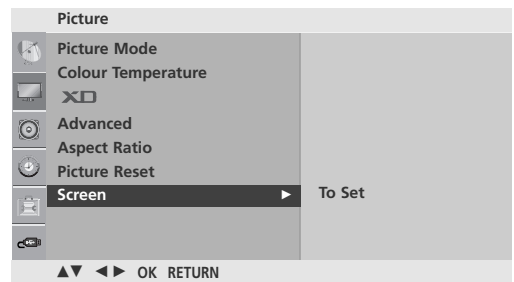 Picture
Picture Mode
Colour Temperature
XD
Advanced
Aspect Ratio
Picture Reset
Screen ► To Set
▲▼ ◄► OK RETURN